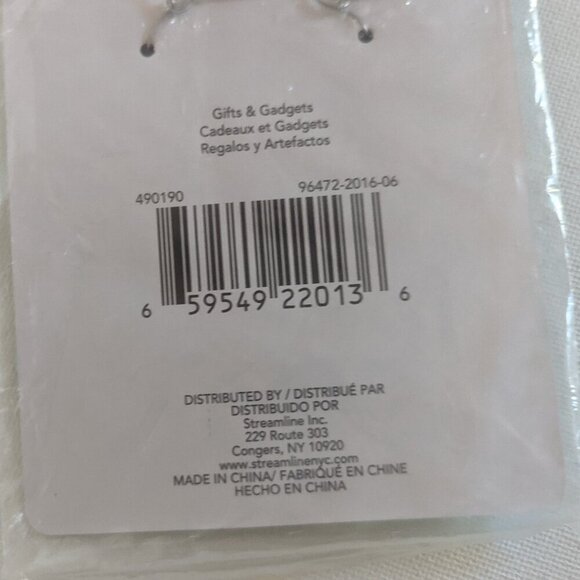 Gifts & Gadgets
Cadeaux et Gadgets
Regalos y Artefactos
490190 96472-2016-06
6 59549 22013 6
DISTRIBUTED BY / DISTRIBUÉ PAR
DISTRIBUIDO POR
Streamline Inc.
229 Route 303
Congers, NY 10920
www.streamlinenyc.com
MADE IN CHINA/ FABRIQUÉ EN CHINE
HECHO EN CHINA